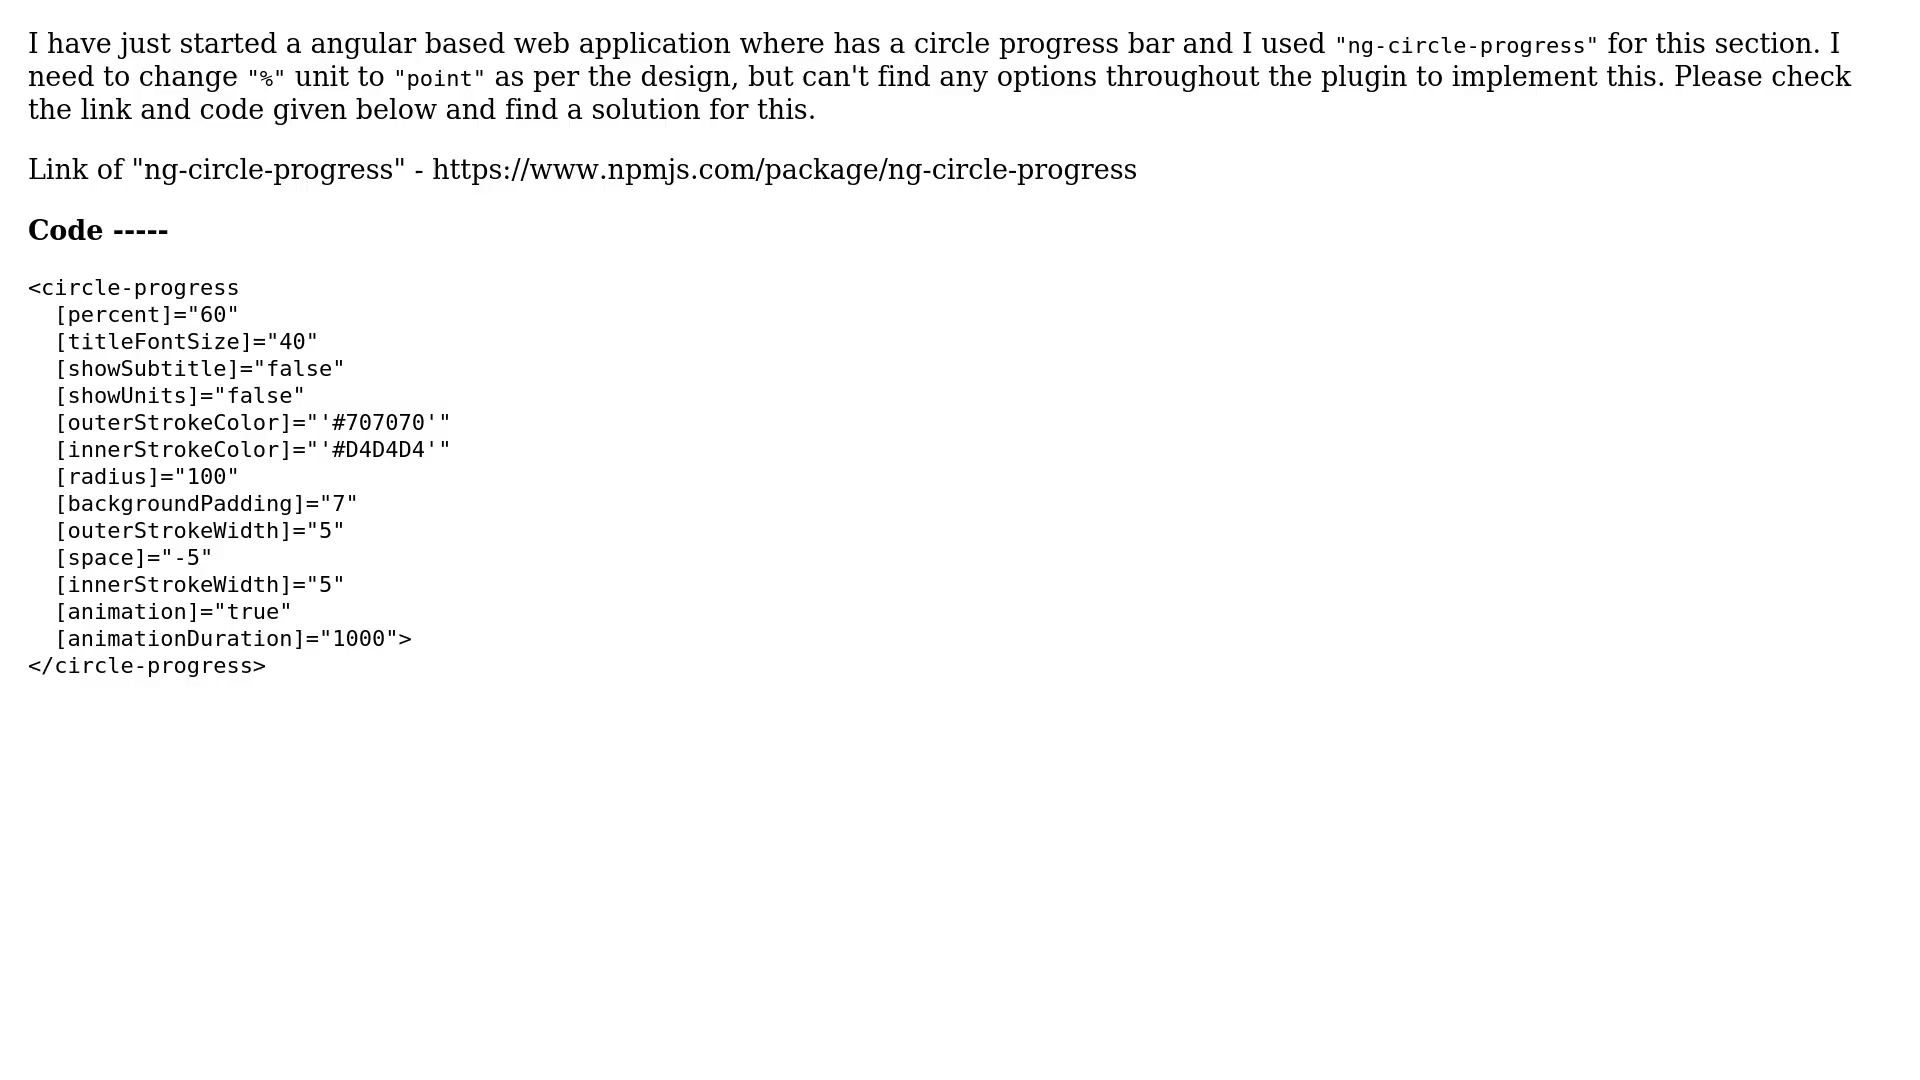 I have just started a angular based web application where has a circle progress bar and I used "ng-circle-progress" for this section. I
need to change "%" unit to "point" as per the design, but can't find any options throughout the plugin to implement this. Please check
the link and code given below and find a solution for this.
Link of "ng-circle-progress" - https://www.npmjs.com/package/ng-circle-progress
Code -----
<circle-progress
  [percent]="60"
  [titleFontSize]="40"
  [showSubtitle]="false"
  [showUnits]="false"
  [outerStrokeColor]="'#707070'"
  [innerStrokeColor]="'#D4D4D4'"
  [radius]="100"
  [backgroundPadding]="7"
  [outerStrokeWidth]="5"
  [space]="-5"
  [innerStrokeWidth]="5"
  [animation]="true"
  [animationDuration]="1000">
</circle-progress>